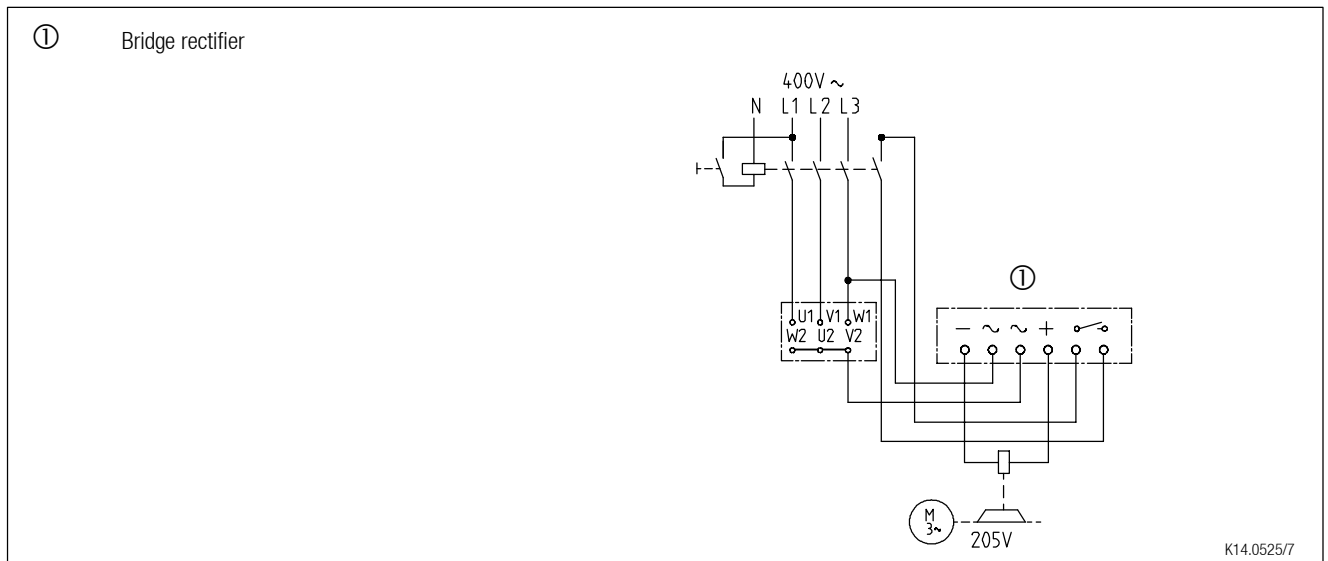 ① Bridge rectifier
400V ~
N L1 L2 L3
①
U1 V1 W1
W2 U2 V2
− ~ ~ +
M
3~
205V
K14.0525/7